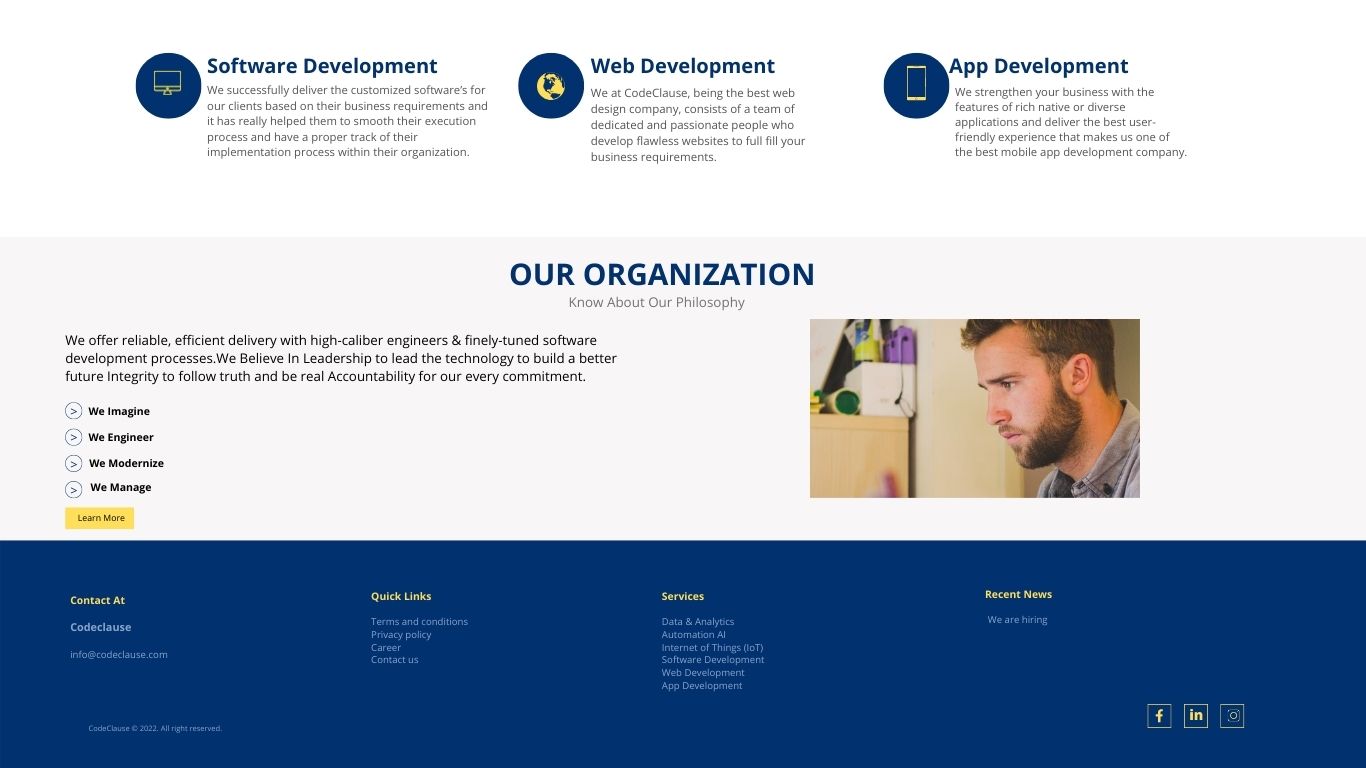 Software Development
We successfully deliver the customized software's for
our clients based on their business requirements and
it has really helped them to smooth their execution
process and have a proper track of their
implementation process within their organization.
Web Development
We at CodeClause, being the best web
design company, consists of a team of
dedicated and passionate people who
develop flawless websites to full fill your
business requirements.
App Development
We strengthen your business with the
features of rich native or diverse
applications and deliver the best user-
friendly experience that makes us one of
the best mobile app development company.
OUR ORGANIZATION
Know About Our Philosophy
We offer reliable, efficient delivery with high-caliber engineers & finely-tuned software
development processes.We Believe In Leadership to lead the technology to build a better
future Integrity to follow truth and be real Accountability for our every commitment.
> We Imagine
> We Engineer
> We Modernize
> We Manage
Learn More
Contact At
Codeclause
info@codeclause.com
Quick Links
Terms and conditions
Privacy policy
Career
Contact us
Services
Data & Analytics
Automation AI
Internet of Things (IoT)
Software Development
Web Development
App Development
Recent News
We are hiring
CodeClause © 2022. All right reserved.
f in